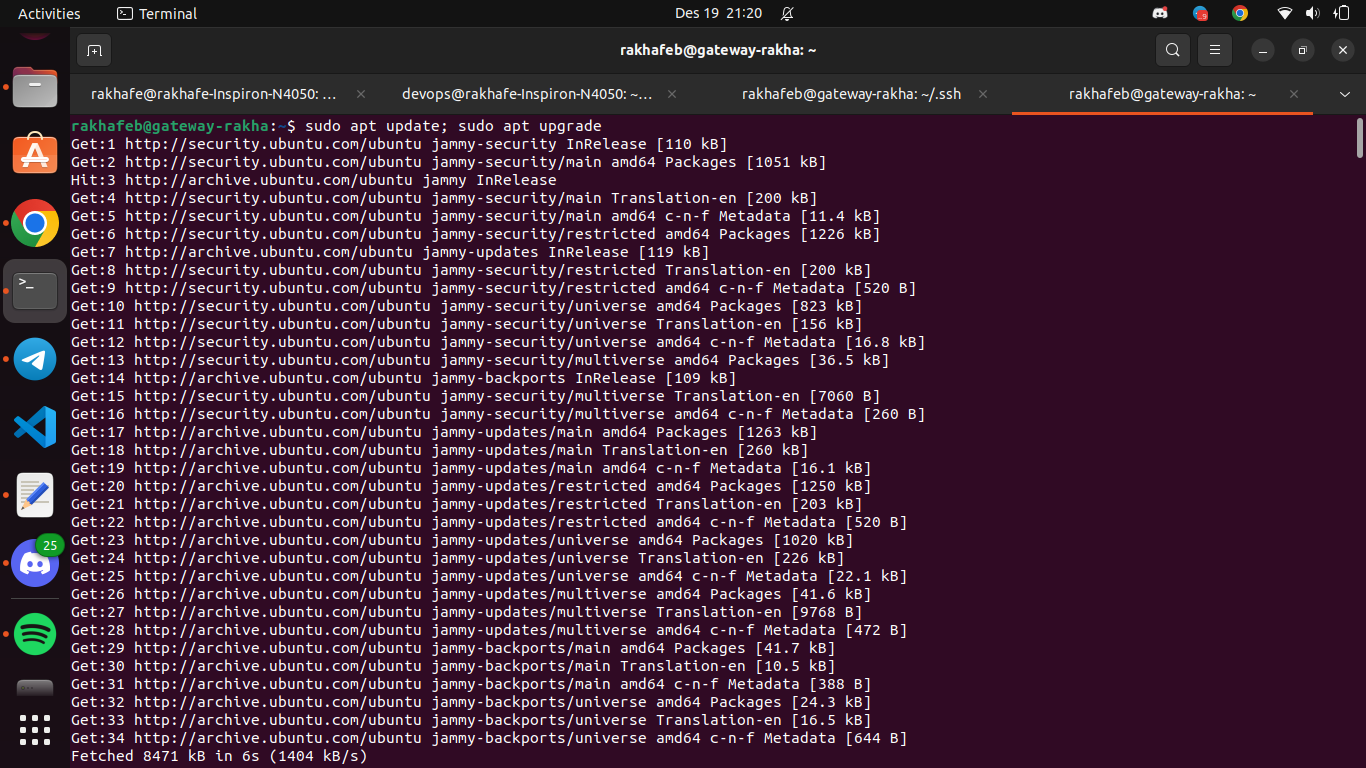 Activities
Terminal
Des 19 21:20
9
rakhafeb@gateway-rakha: ~
rakhafe@rakhafe-Inspiron-N4050: ...
devops@rakhafe-Inspiron-N4050: ~...
rakhafeb@gateway-rakha: ~/.ssh
rakhafeb@gateway-rakha: ~
rakhafeb@gateway-rakha:~$ sudo apt update; sudo apt upgrade
Get:1 http://security.ubuntu.com/ubuntu jammy-security InRelease [110 kB]
Get:2 http://security.ubuntu.com/ubuntu jammy-security/main amd64 Packages [1051 kB]
Hit:3 http://archive.ubuntu.com/ubuntu jammy InRelease
Get:4 http://security.ubuntu.com/ubuntu jammy-security/main Translation-en [200 kB]
Get:5 http://security.ubuntu.com/ubuntu jammy-security/main amd64 c-n-f Metadata [11.4 kB]
Get:6 http://security.ubuntu.com/ubuntu jammy-security/restricted amd64 Packages [1226 kB]
Get:7 http://archive.ubuntu.com/ubuntu jammy-updates InRelease [119 kB]
Get:8 http://security.ubuntu.com/ubuntu jammy-security/restricted Translation-en [200 kB]
Get:9 http://security.ubuntu.com/ubuntu jammy-security/restricted amd64 c-n-f Metadata [520 B]
Get:10 http://security.ubuntu.com/ubuntu jammy-security/universe amd64 Packages [823 kB]
Get:11 http://security.ubuntu.com/ubuntu jammy-security/universe Translation-en [156 kB]
Get:12 http://security.ubuntu.com/ubuntu jammy-security/universe amd64 c-n-f Metadata [16.8 kB]
Get:13 http://security.ubuntu.com/ubuntu jammy-security/multiverse amd64 Packages [36.5 kB]
Get:14 http://archive.ubuntu.com/ubuntu jammy-backports InRelease [109 kB]
Get:15 http://security.ubuntu.com/ubuntu jammy-security/multiverse Translation-en [7060 B]
Get:16 http://security.ubuntu.com/ubuntu jammy-security/multiverse amd64 c-n-f Metadata [260 B]
Get:17 http://archive.ubuntu.com/ubuntu jammy-updates/main amd64 Packages [1263 kB]
Get:18 http://archive.ubuntu.com/ubuntu jammy-updates/main Translation-en [260 kB]
Get:19 http://archive.ubuntu.com/ubuntu jammy-updates/main amd64 c-n-f Metadata [16.1 kB]
Get:20 http://archive.ubuntu.com/ubuntu jammy-updates/restricted amd64 Packages [1250 kB]
Get:21 http://archive.ubuntu.com/ubuntu jammy-updates/restricted Translation-en [203 kB]
Get:22 http://archive.ubuntu.com/ubuntu jammy-updates/restricted amd64 c-n-f Metadata [520 B]
Get:23 http://archive.ubuntu.com/ubuntu jammy-updates/universe amd64 Packages [1020 kB]
Get:24 http://archive.ubuntu.com/ubuntu jammy-updates/universe Translation-en [226 kB]
Get:25 http://archive.ubuntu.com/ubuntu jammy-updates/universe amd64 c-n-f Metadata [22.1 kB]
Get:26 http://archive.ubuntu.com/ubuntu jammy-updates/multiverse amd64 Packages [41.6 kB]
Get:27 http://archive.ubuntu.com/ubuntu jammy-updates/multiverse Translation-en [9768 B]
Get:28 http://archive.ubuntu.com/ubuntu jammy-updates/multiverse amd64 c-n-f Metadata [472 B]
Get:29 http://archive.ubuntu.com/ubuntu jammy-backports/main amd64 Packages [41.7 kB]
Get:30 http://archive.ubuntu.com/ubuntu jammy-backports/main Translation-en [10.5 kB]
Get:31 http://archive.ubuntu.com/ubuntu jammy-backports/main amd64 c-n-f Metadata [388 B]
Get:32 http://archive.ubuntu.com/ubuntu jammy-backports/universe amd64 Packages [24.3 kB]
Get:33 http://archive.ubuntu.com/ubuntu jammy-backports/universe Translation-en [16.5 kB]
Get:34 http://archive.ubuntu.com/ubuntu jammy-backports/universe amd64 c-n-f Metadata [644 B]
Fetched 8471 kB in 6s (1404 kB/s)
25